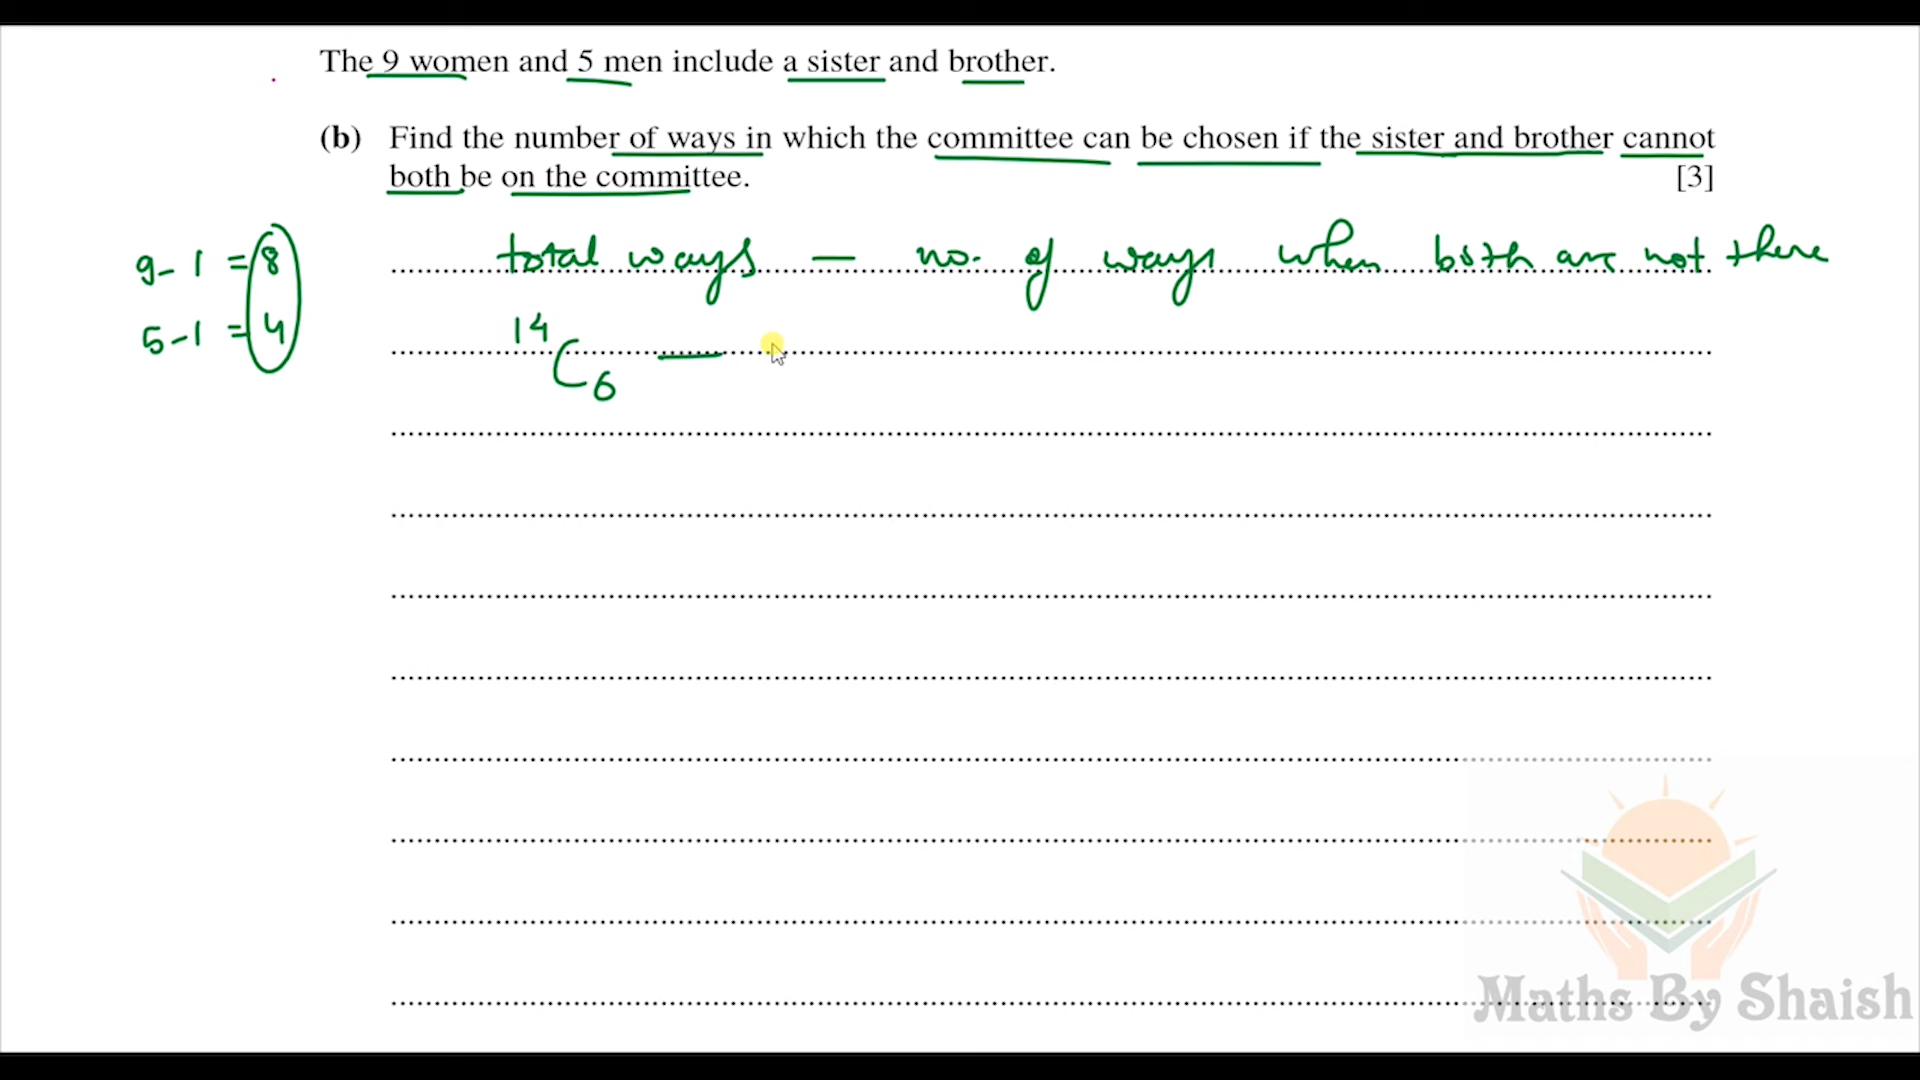 The 9 women and 5 men include a sister and brother.
(b) Find the number of ways in which the committee can be chosen if the sister and brother cannot
both be on the committee. [3]
9 - 1 = 8
total ways — no. of ways when both are not there
5 - 1 = 4
¹⁴C₆ —
Maths By Shaish